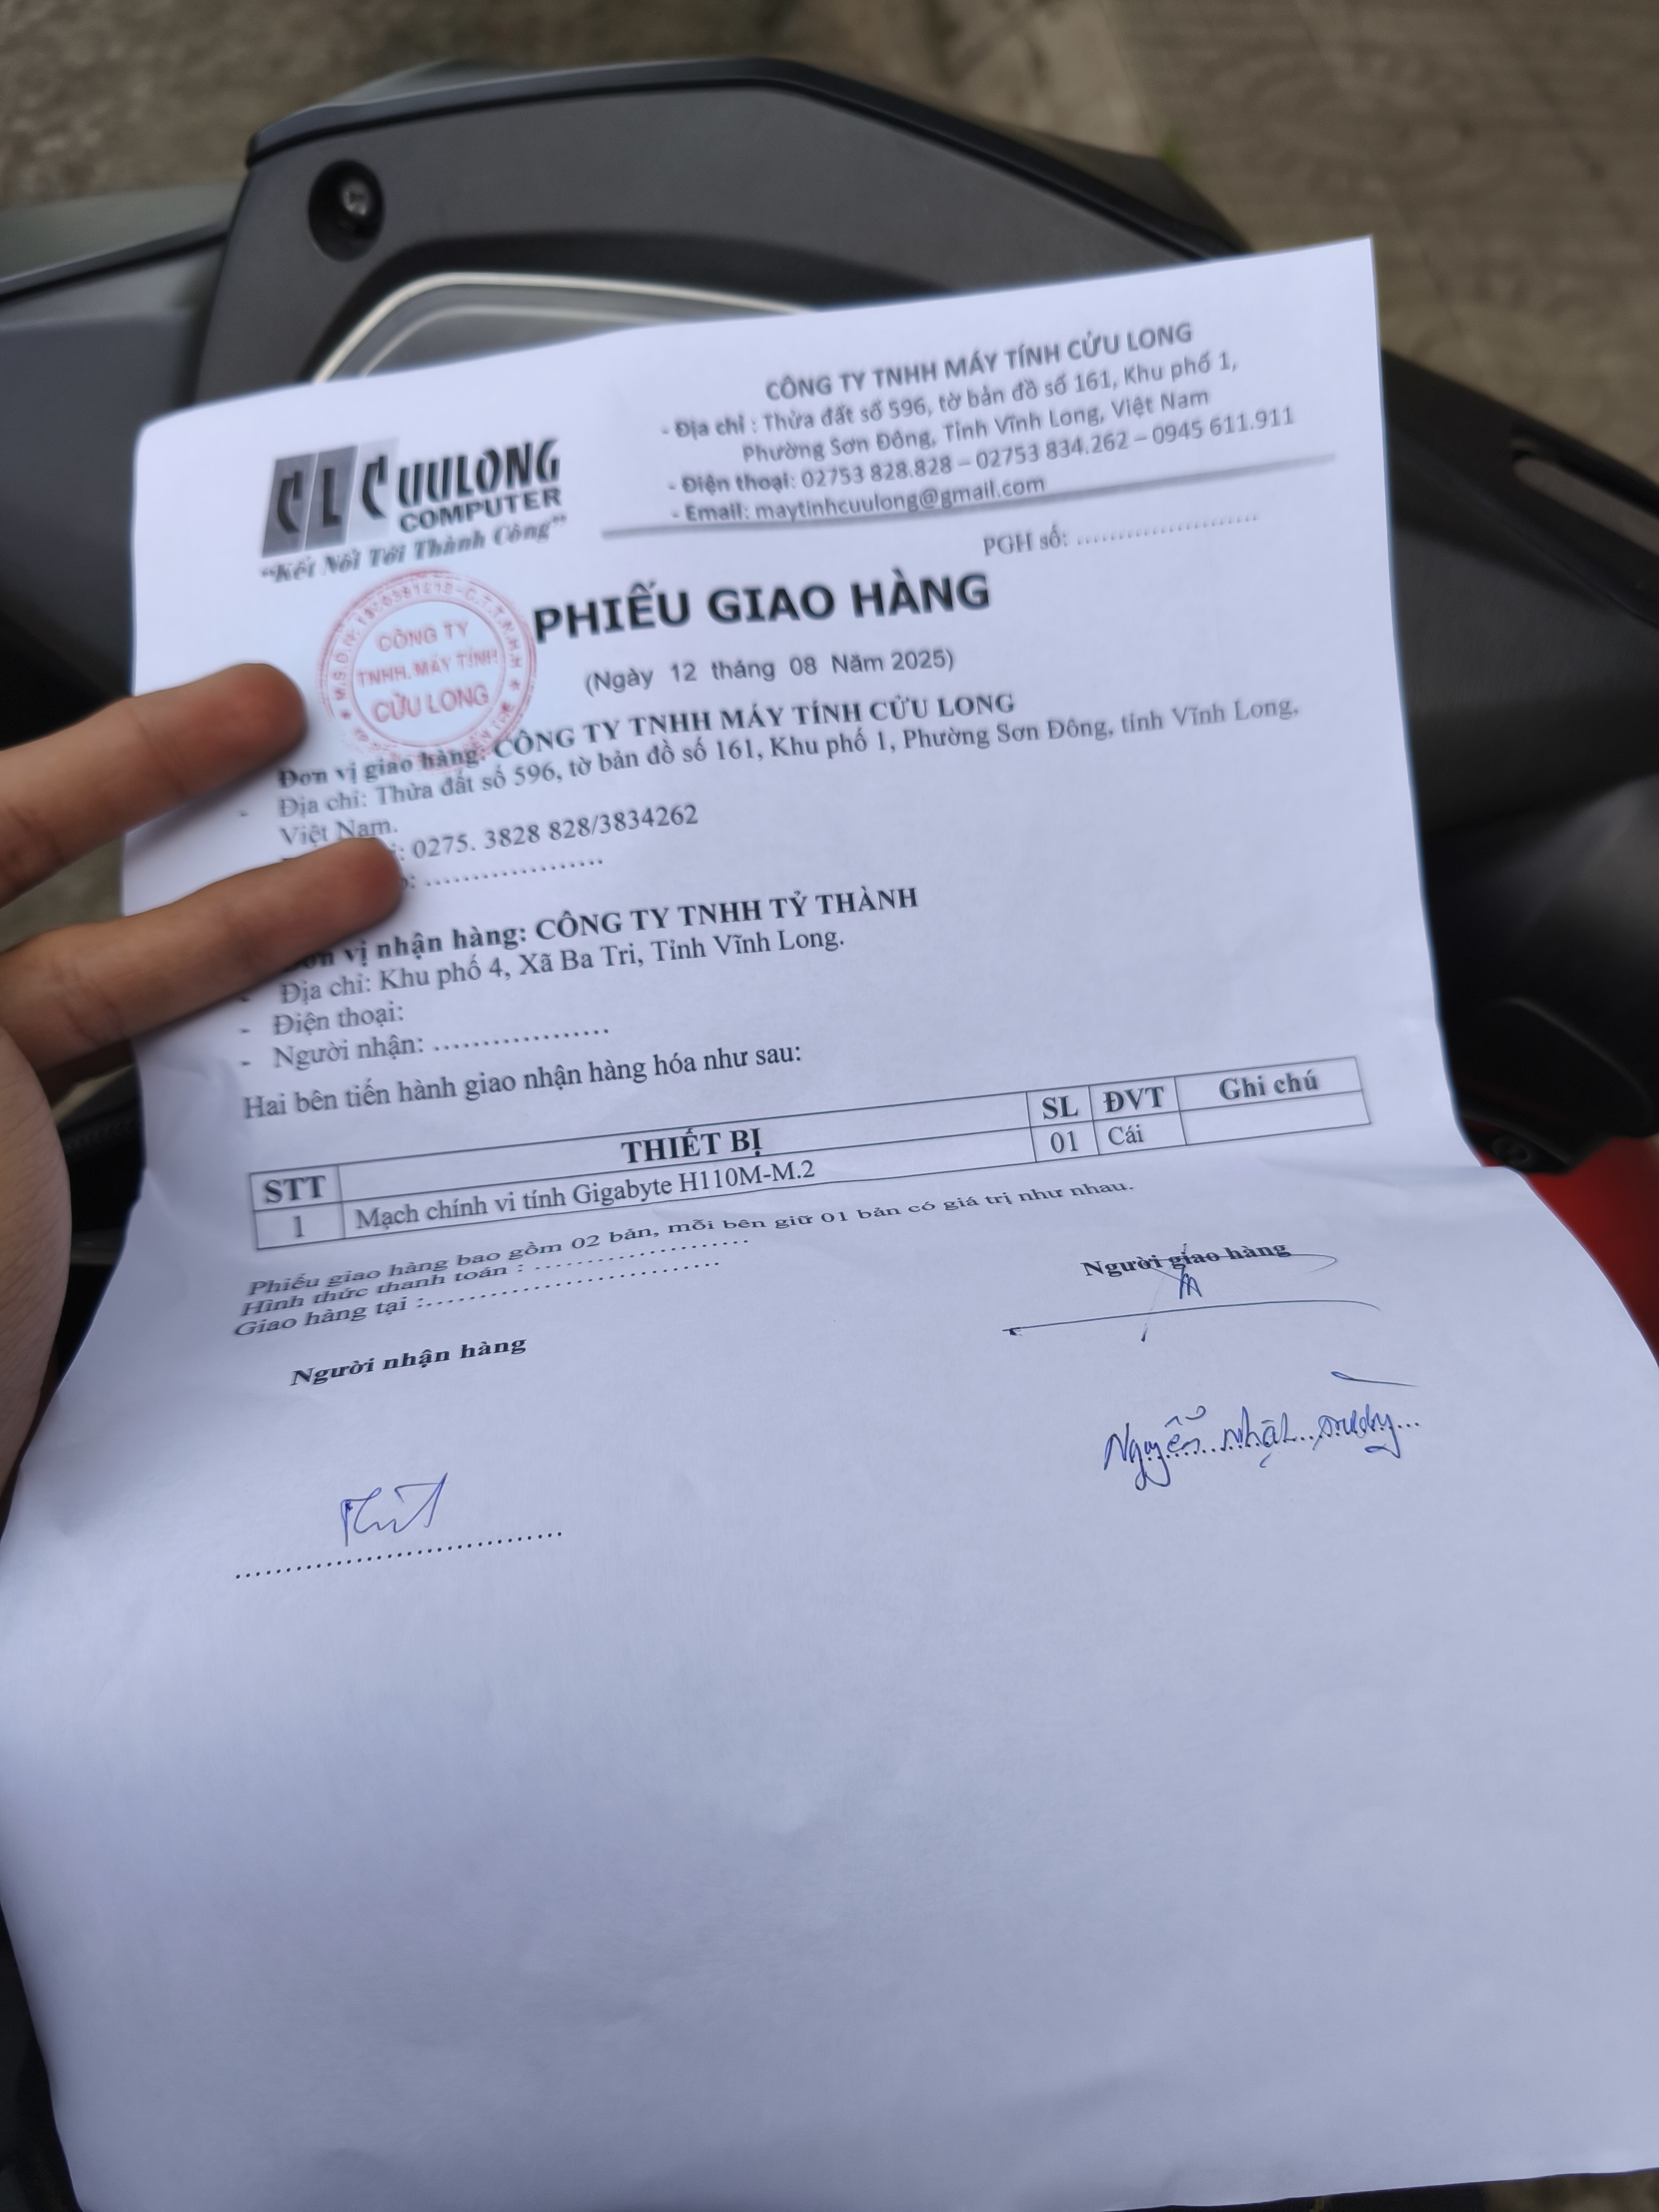 CLC UULONG
COMPUTER
"Kết Nối Tới Thành Công"
CÔNG TY TNHH MÁY TÍNH CỬU LONG
- Địa chỉ : Thửa đất số 596, tờ bản đồ số 161, Khu phố 1,
Phường Sơn Đông, Tỉnh Vĩnh Long, Việt Nam
- Điện thoại: 02753 828.828 – 02753 834.262 – 0945 611.911
- Email: maytinhcuulong@gmail.com
PGH số: ........................
PHIẾU GIAO HÀNG
(Ngày 12 tháng 08 Năm 2025)
CÔNG TY
TNHH. MÁY TÍNH
CỬU LONG
Đơn vị giao hàng: CÔNG TY TNHH MÁY TÍNH CỬU LONG
- Địa chỉ: Thửa đất số 596, tờ bản đồ số 161, Khu phố 1, Phường Sơn Đông, tỉnh Vĩnh Long,
Việt Nam.
: 0275. 3828 828/3834262
: ....................
vị nhận hàng: CÔNG TY TNHH TỶ THÀNH
- Địa chỉ: Khu phố 4, Xã Ba Tri, Tỉnh Vĩnh Long.
- Điện thoại:
- Người nhận: ....................
Hai bên tiến hành giao nhận hàng hóa như sau:
STT THIẾT BỊ SL ĐVT Ghi chú
1 Mạch chính vi tính Gigabyte H110M-M.2 01 Cái
Phiếu giao hàng bao gồm 02 bản, mỗi bên giữ 01 bản có giá trị như nhau.
Hình thức thanh toán : ..............................
Giao hàng tại :........................................
Người nhận hàng
Người giao hàng
Nguyễn Nhật